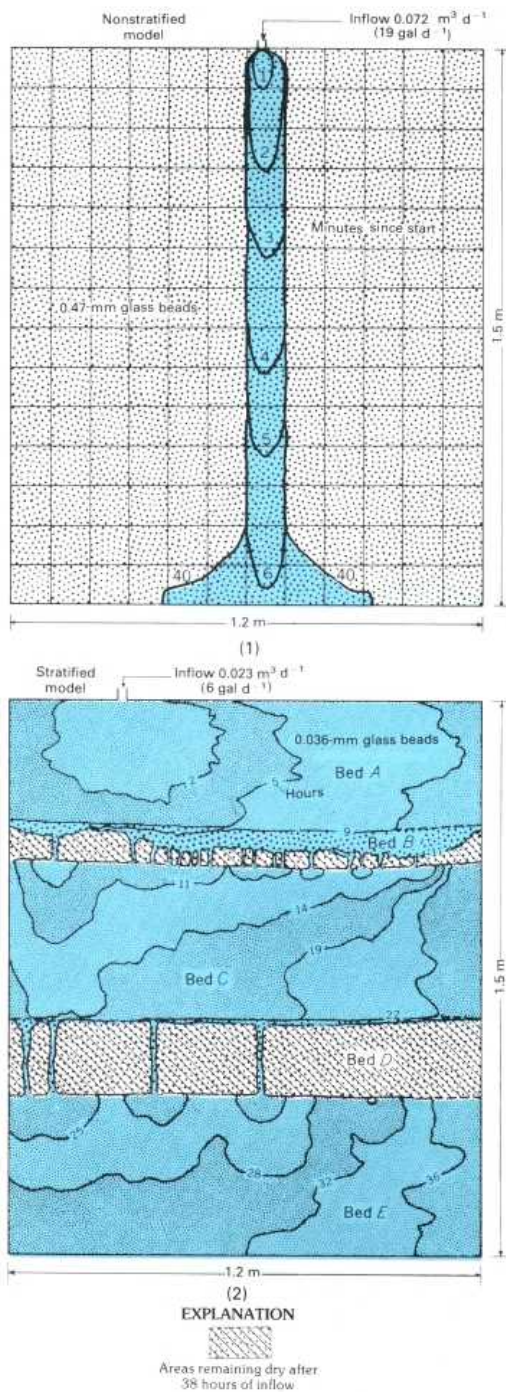 Nonstratified
model
Inflow 0.072 m³ d⁻¹
(19 gal d⁻¹)
1
Minutes since start
0.47-mm glass beads
4
40
6
40
1.5 m
1.2 m
(1)
Stratified
model
Inflow 0.023 m³ d⁻¹
(6 gal d⁻¹)
0.036-mm glass beads
Bed A
2
5
Hours
9
Bed B
11
14
19
Bed C
22
Bed D
25
28
32
36
Bed E
1.5 m
1.2 m
(2)
EXPLANATION
Areas remaining dry after
38 hours of inflow